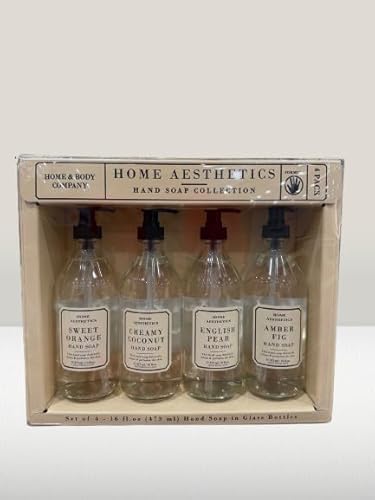 HOME & BODY
COMPANY
HOME AESTHETICS
HAND SOAP COLLECTION
4 PACK
HOME
AESTHETICS
SWEET
ORANGE
HAND SOAP
HOME
AESTHETICS
CREAMY
COCONUT
HAND SOAP
HOME
AESTHETICS
ENGLISH
PEAR
HAND SOAP
HOME
AESTHETICS
AMBER
FIG
HAND SOAP
Set of 4 - 16 fl oz (473 ml) Hand Soap in Glass Bottles